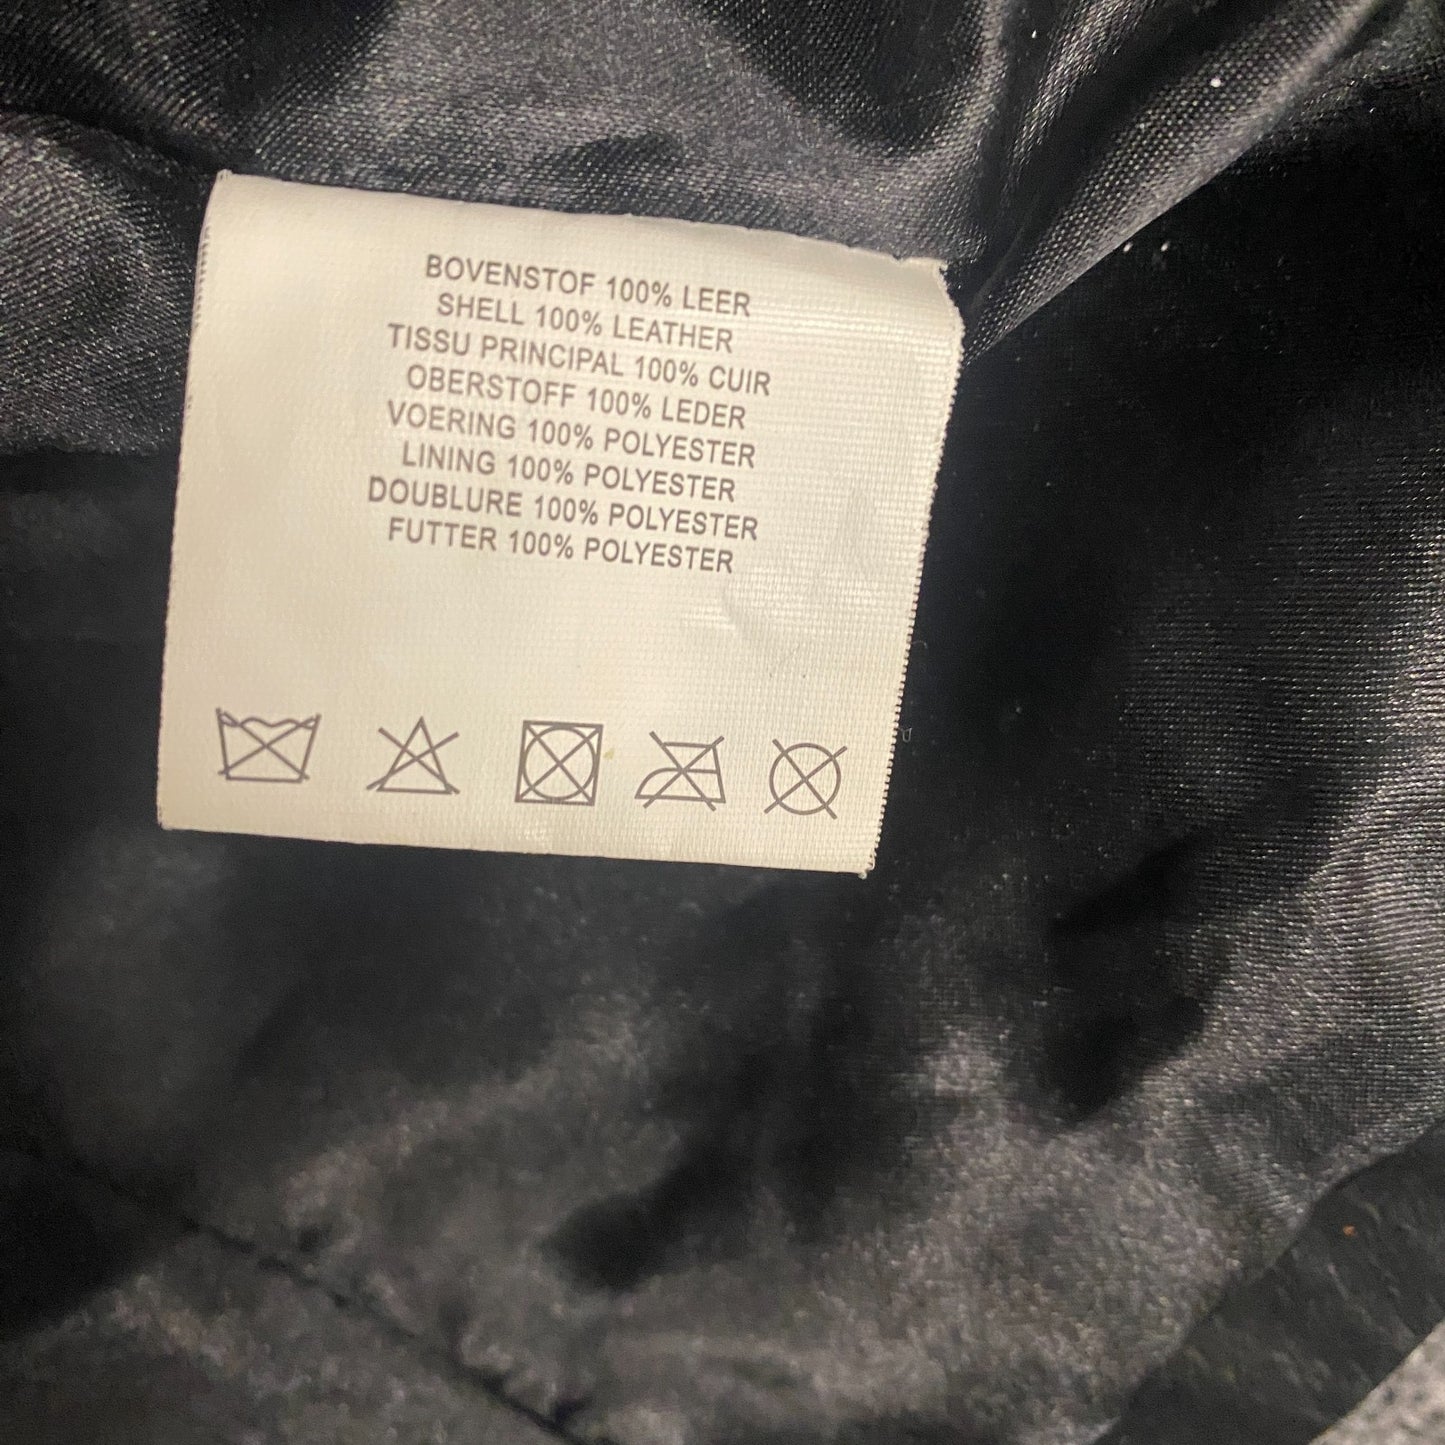 BOVENSTOF 100% LEER
SHELL 100% LEATHER
TISSU PRINCIPAL 100% CUIR
OBERSTOFF 100% LEDER
VOERING 100% POLYESTER
LINING 100% POLYESTER
DOUBLURE 100% POLYESTER
FUTTER 100% POLYESTER